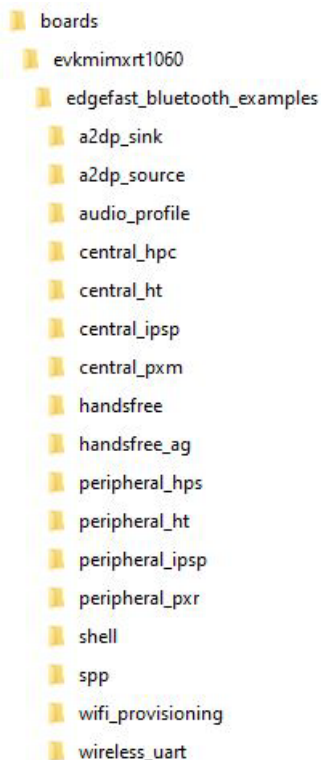 boards
evkmimxrt1060
edgefast_bluetooth_examples
a2dp_sink
a2dp_source
audio_profile
central_hpc
central_ht
central_ipsp
central_pxm
handsfree
handsfree_ag
peripheral_hps
peripheral_ht
peripheral_ipsp
peripheral_pxr
shell
spp
wifi_provisioning
wireless_uart